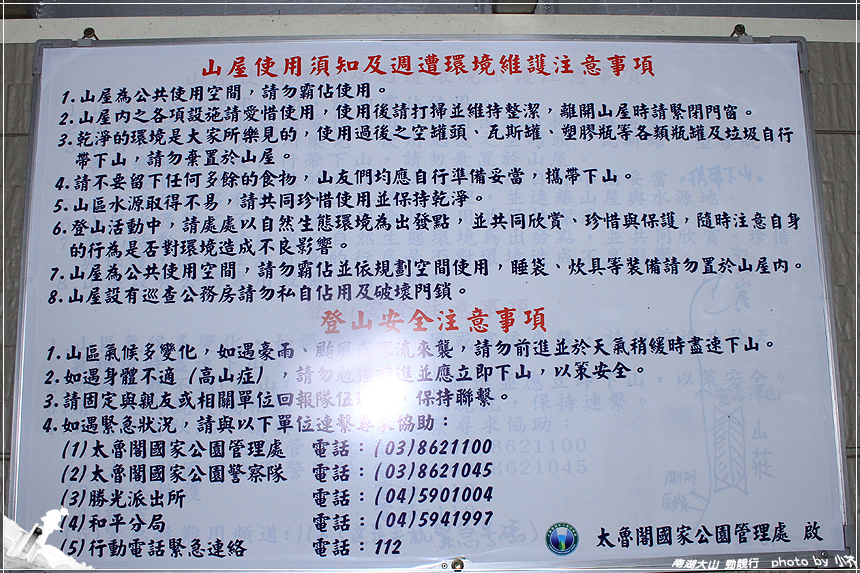 山屋使用須知及週遭環境維護注意事項
1.山屋為公共使用空間，請勿霸佔使用。
2.山屋內之各項設施請愛惜使用，使用後請打掃並維持整潔，離開山屋時請緊閉門窗。
3.乾淨的環境是大家所樂見的，使用過後之空罐頭、瓦斯罐、塑膠瓶等各類瓶罐及垃圾自行
帶下山，請勿棄置於山屋。
4.請不要留下任何多餘的食物，山友們均應自行準備妥當，攜帶下山。
5.山區水源取得不易，請共同珍惜使用並保持乾淨。
6.登山活動中，請處處以自然生態環境為出發點，並共同欣賞、珍惜與保護，隨時注意自身
的行為是否對環境造成不良影響。
7.山屋為公共使用空間，請勿霸佔並依規劃空間使用，睡袋、炊具等裝備請勿置於山屋內。
8.山屋設有巡查公務房請勿私自佔用及破壞門鎖。
登山安全注意事項
1.山區氣候多變化，如遇豪雨、颱風 流來襲，請勿前進並於天氣稍緩時盡速下山。
2.如遇身體不適（高山症），請勿勉強前進並應立即下山，以策安全。
3.請固定與親友或相關單位回報隊伍 ，保持聯繫。
4.如遇緊急狀況，請與以下單位連繫尋求協助：
(1)太魯閣國家公園管理處 電話：(03)8621100
(2)太魯閣國家公園警察隊 電話：(03)8621045
(3)勝光派出所 電話：(04)5901004
(4)和平分局 電話：(04)5941997
(5)行動電話緊急連絡 電話：112
太魯閣國家公園管理處 啟
南湖大山 勁靚行 photo by 小